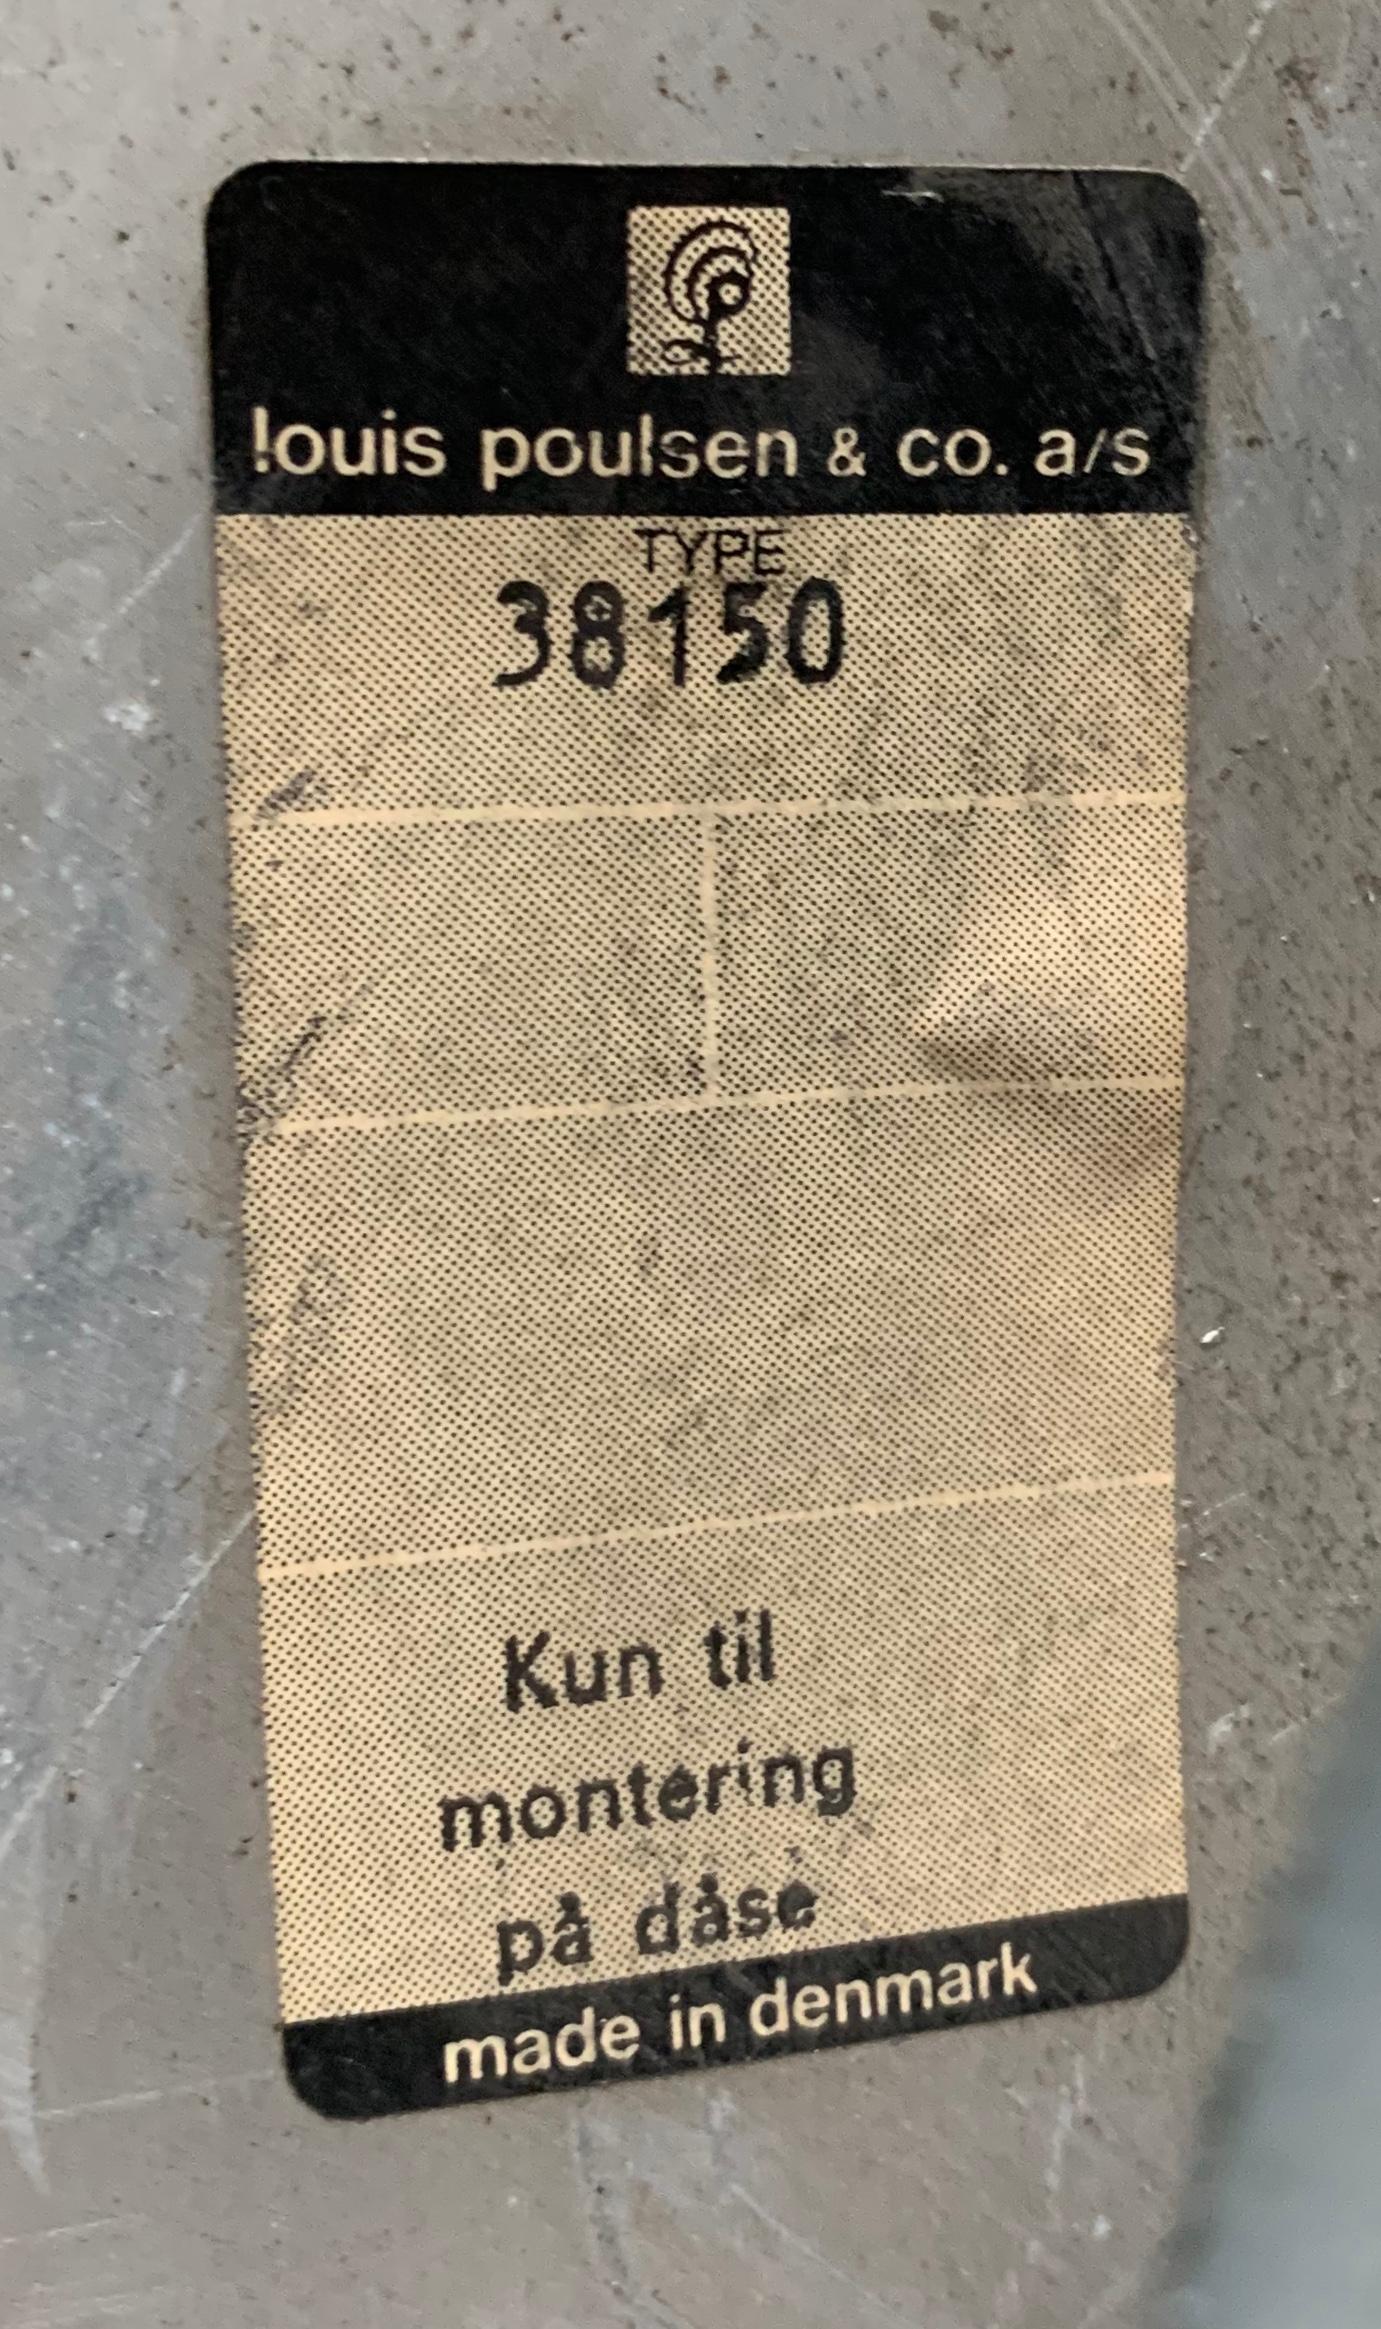 louis poulsen & co. a/s
TYPE
38150
Kun til
montering
på dåse
made in denmark